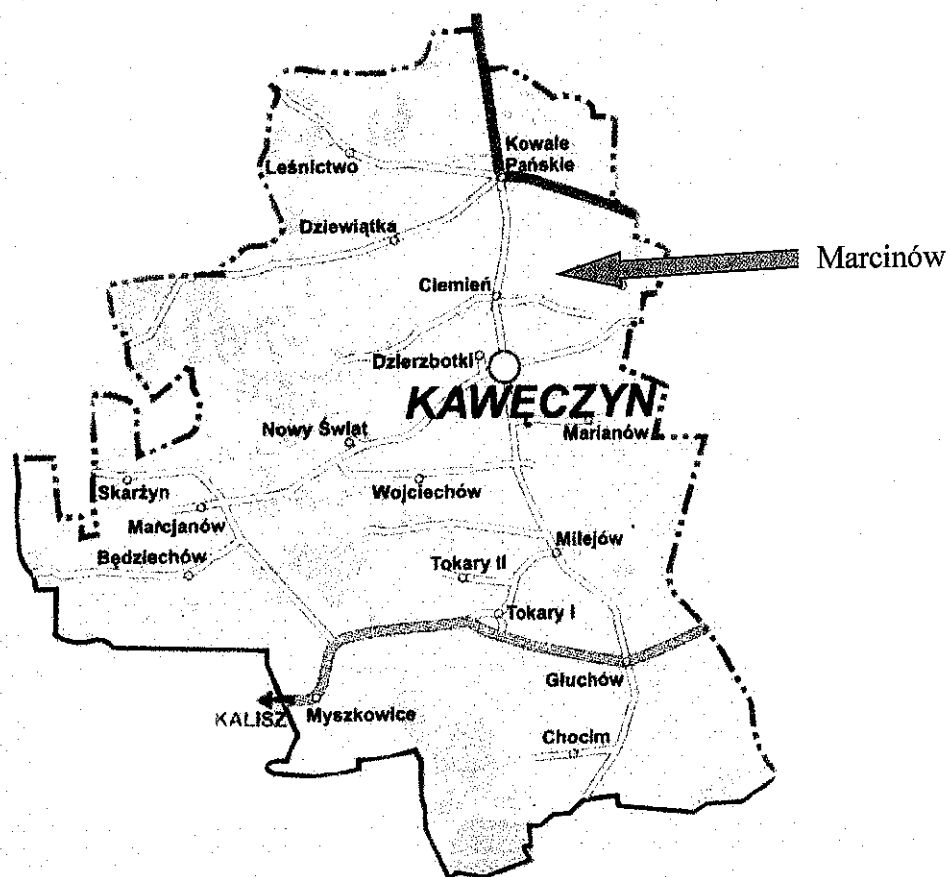 Kowale
Pańskie
Leśnictwo
Dziewiątka
Marcinów
Ciemień
Dzierzbotki
KAWĘCZYN
Nowy Świat
Marianów
Skarżyn
Wojciechów
Marcjanów
Milejów
Będziechów
Tokary II
Tokary I
Głuchów
KALISZ
Myszkowice
Chocim